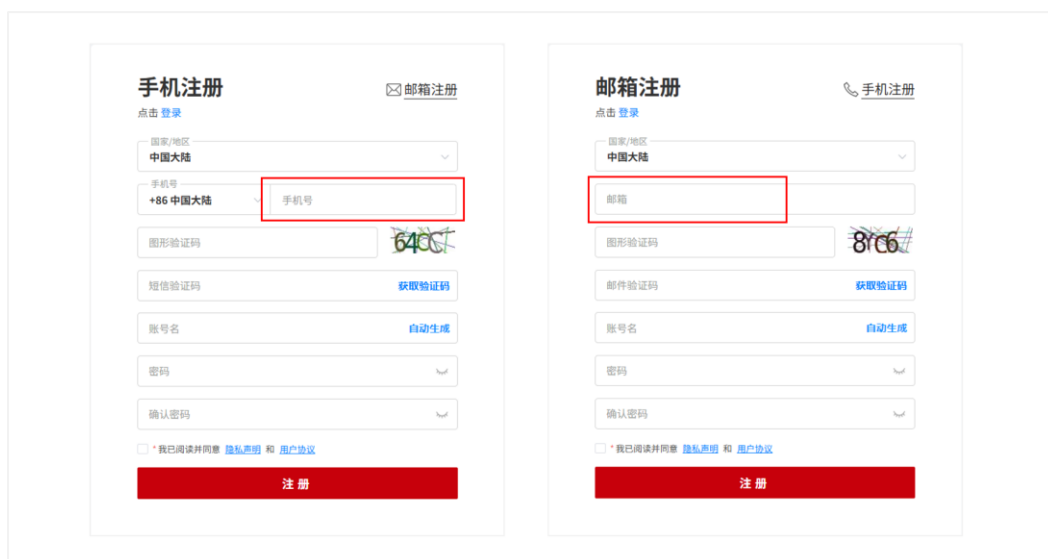 手机注册
邮箱注册
点击 登录
国家/地区
中国大陆
手机号
+86 中国大陆
手机号
图形验证码
64CCT
短信验证码
获取验证码
账号名
自动生成
密码
确认密码
*我已阅读并同意 隐私声明 和 用户协议
注 册
邮箱注册
手机注册
点击 登录
国家/地区
中国大陆
邮箱
图形验证码
8YC6
邮件验证码
获取验证码
账号名
自动生成
密码
确认密码
*我已阅读并同意 隐私声明 和 用户协议
注 册